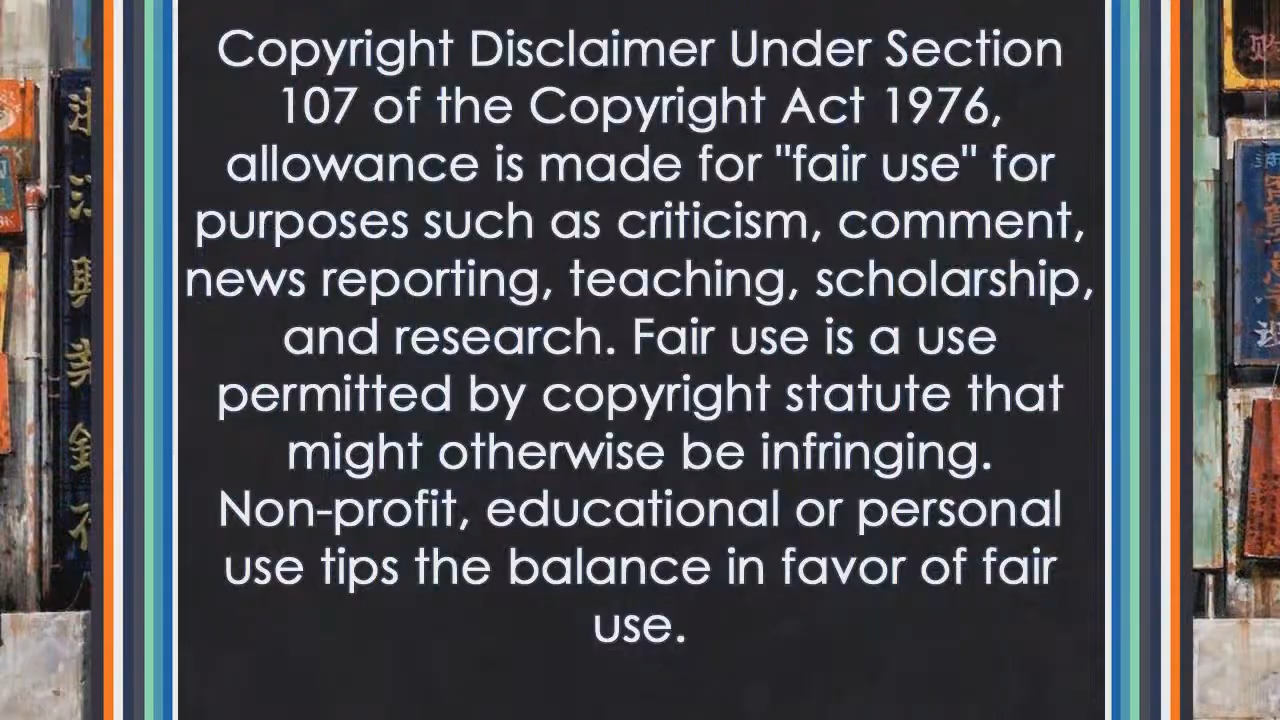 Copyright Disclaimer Under Section
107 of the Copyright Act 1976,
allowance is made for "fair use" for
purposes such as criticism, comment,
news reporting, teaching, scholarship,
and research. Fair use is a use
permitted by copyright statute that
might otherwise be infringing.
Non-profit, educational or personal
use tips the balance in favor of fair
use.